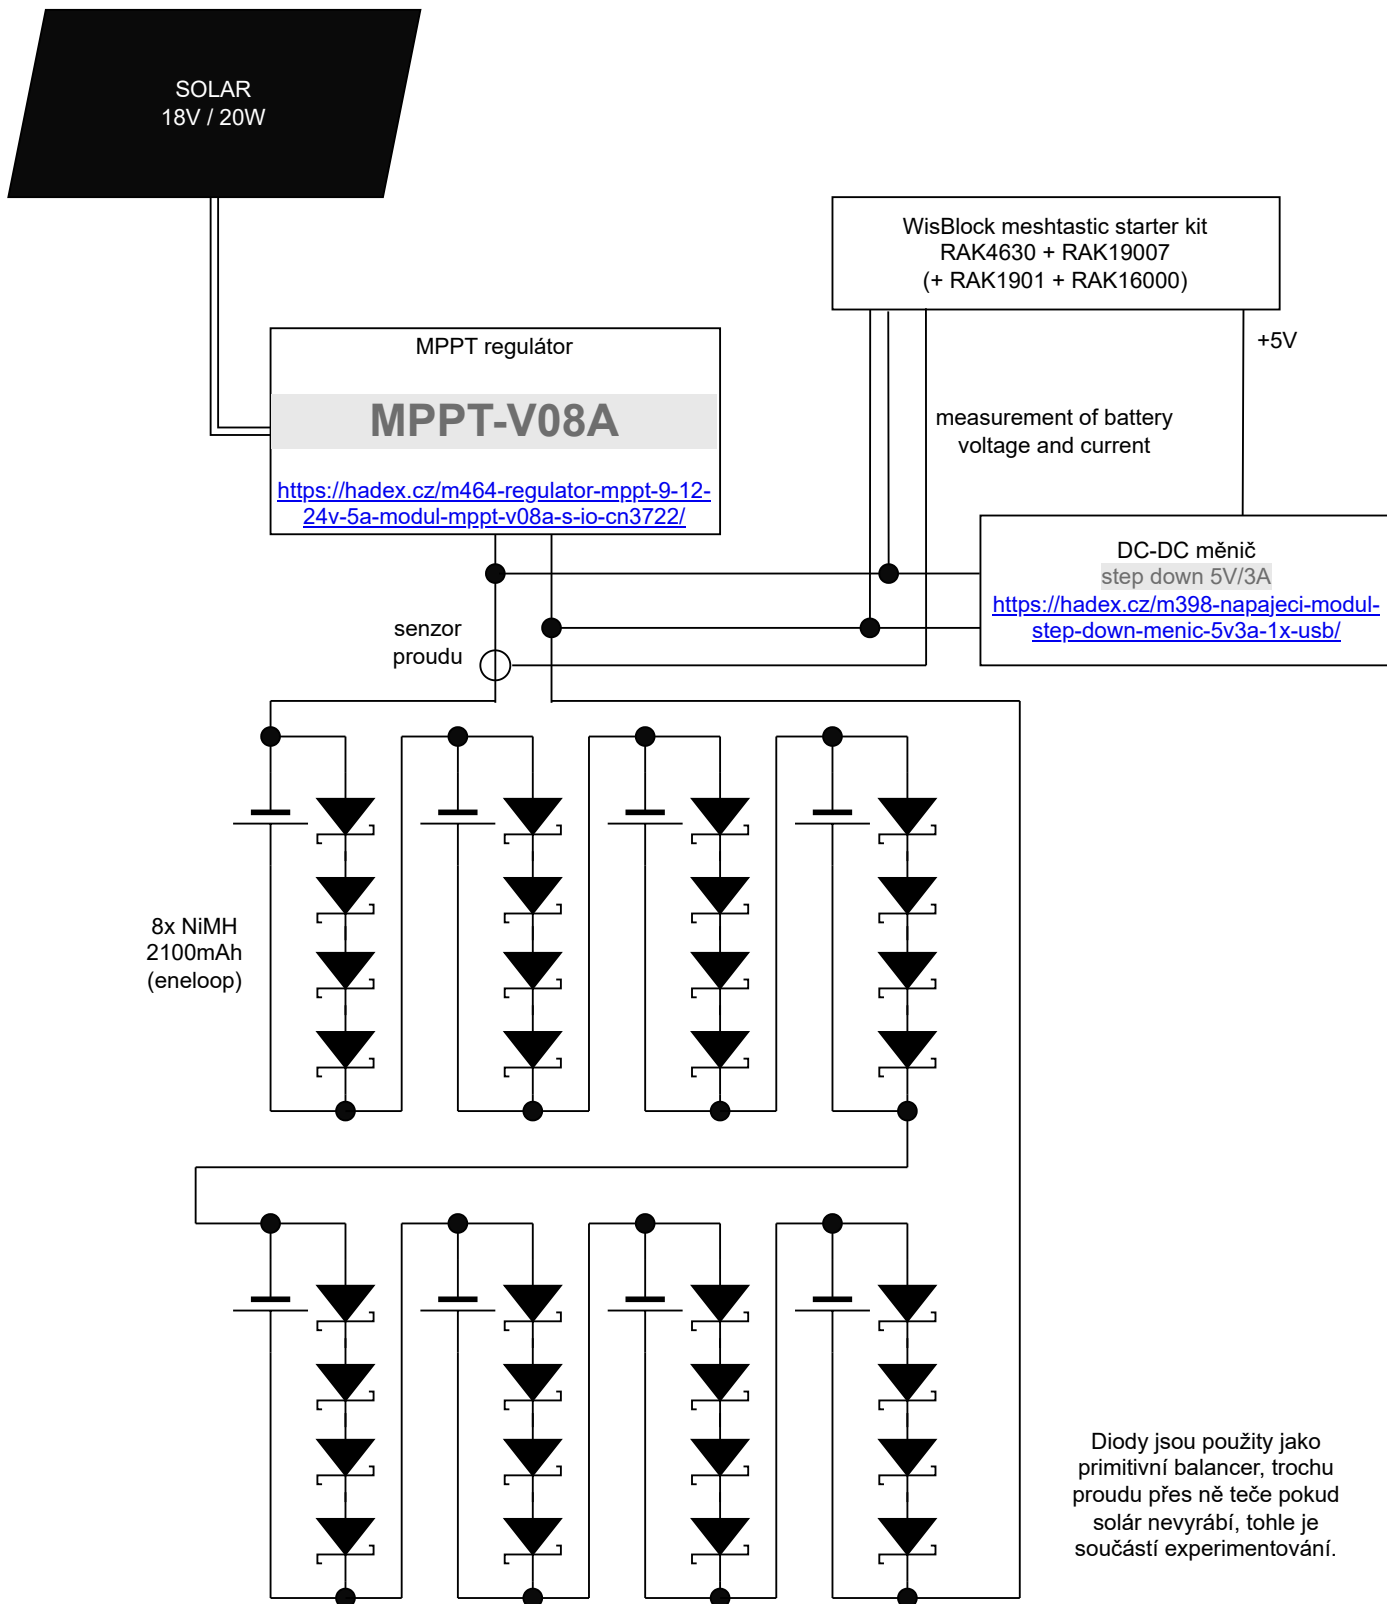 SOLAR
18V / 20W
WisBlock meshtastic starter kit
RAK4630 + RAK19007
(+ RAK1901 + RAK16000)
+5V
MPPT regulátor
MPPT-V08A
https://hadex.cz/m464-regulator-mppt-9-12-
24v-5a-modul-mppt-v08a-s-io-cn3722/
measurement of battery
voltage and current
DC-DC měnič
step down 5V/3A
https://hadex.cz/m398-napajeci-modul-
step-down-menic-5v3a-1x-usb/
senzor
proudu
8x NiMH
2100mAh
(eneloop)
Diody jsou použity jako
primitivní balancer, trochu
proudu přes ně teče pokud
solár nevyrábí, tohle je
součástí experimentování.